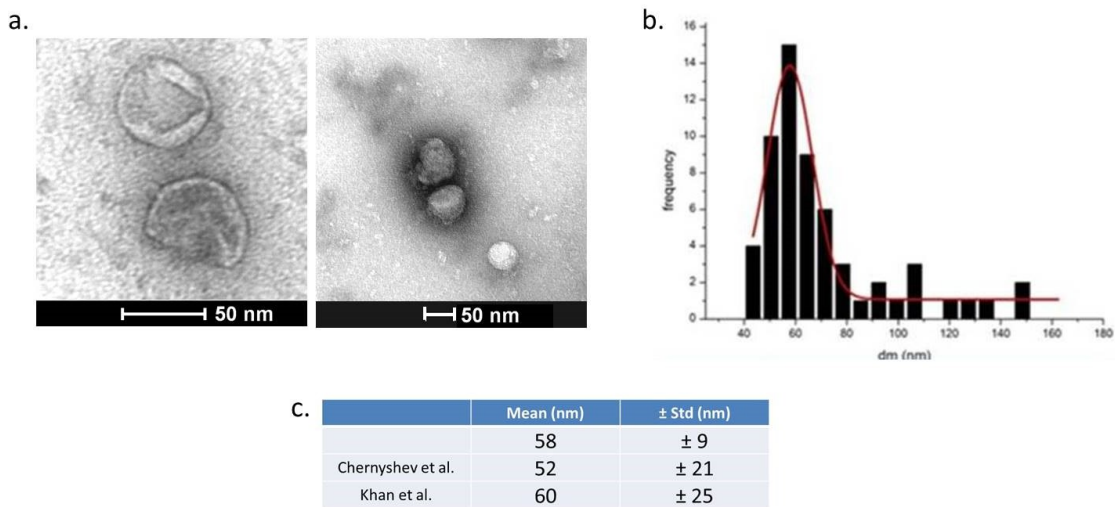 a.
50 nm
50 nm
b.
16
14
12
10
8
6
4
2
0
frequency
40 60 80 100 120 140 160 180
dm (nm)
c.
Mean (nm) ± Std (nm)
58 ± 9
Chernyshev et al. 52 ± 21
Khan et al. 60 ± 25